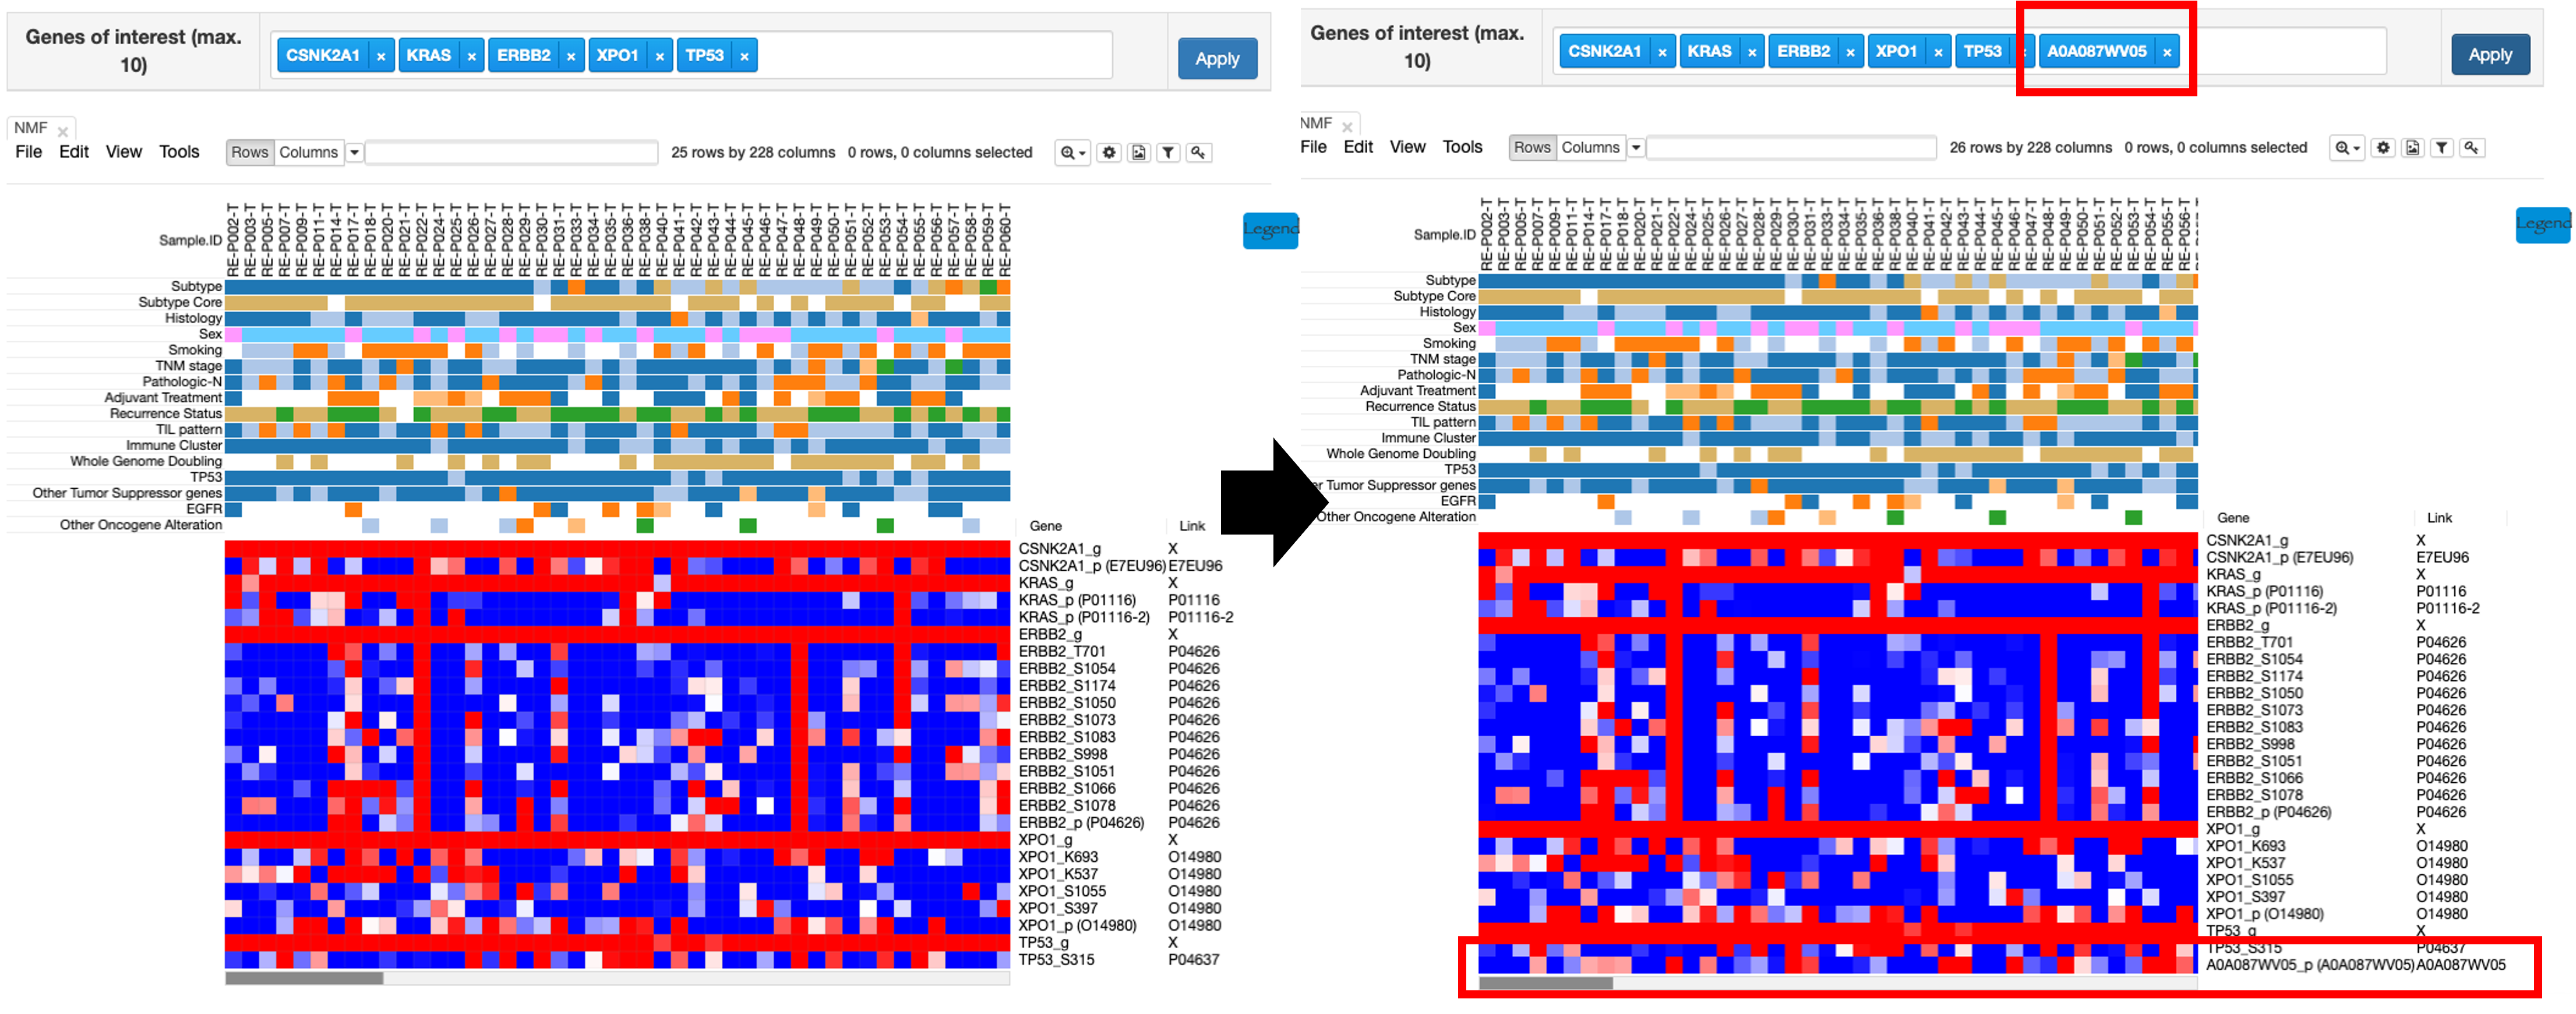 Genes of interest (max. 10)
CSNK2A1 × KRAS × ERBB2 × XPO1 × TP53 ×
Apply
NMF ×
File Edit View Tools
Rows Columns
25 rows by 228 columns 0 rows, 0 columns selected
Sample.ID
RE-P002-T
RE-P003-T
RE-P005-T
RE-P007-T
RE-P009-T
RE-P011-T
RE-P014-T
RE-P017-T
RE-P018-T
RE-P020-T
RE-P021-T
RE-P022-T
RE-P024-T
RE-P025-T
RE-P026-T
RE-P027-T
RE-P028-T
RE-P029-T
RE-P030-T
RE-P031-T
RE-P033-T
RE-P034-T
RE-P035-T
RE-P036-T
RE-P038-T
RE-P040-T
RE-P041-T
RE-P042-T
RE-P043-T
RE-P044-T
RE-P045-T
RE-P046-T
RE-P047-T
RE-P048-T
RE-P049-T
RE-P050-T
RE-P051-T
RE-P052-T
RE-P053-T
RE-P054-T
RE-P055-T
RE-P056-T
RE-P057-T
RE-P058-T
RE-P059-T
RE-P060-T
Legend
Subtype
Subtype Core
Histology
Sex
Smoking
TNM stage
Pathologic-N
Adjuvant Treatment
Recurrence Status
TIL pattern
Immune Cluster
Whole Genome Doubling
TP53
Other Tumor Suppressor genes
EGFR
Other Oncogene Alteration
Gene Link
CSNK2A1_g X
CSNK2A1_p (E7EU96) E7EU96
KRAS_g X
KRAS_p (P01116) P01116
KRAS_p (P01116-2) P01116-2
ERBB2_g X
ERBB2_T701 P04626
ERBB2_S1054 P04626
ERBB2_S1174 P04626
ERBB2_S1050 P04626
ERBB2_S1073 P04626
ERBB2_S1083 P04626
ERBB2_S998 P04626
ERBB2_S1051 P04626
ERBB2_S1066 P04626
ERBB2_S1078 P04626
ERBB2_p (P04626) P04626
XPO1_g X
XPO1_K693 O14980
XPO1_K537 O14980
XPO1_S1055 O14980
XPO1_S397 O14980
XPO1_p (O14980) O14980
TP53_g X
TP53_S315 P04637
Genes of interest (max. 10)
CSNK2A1 × KRAS × ERBB2 × XPO1 × TP53 × A0A087WV05 ×
Apply
NMF ×
File Edit View Tools
Rows Columns
26 rows by 228 columns 0 rows, 0 columns selected
Sample.ID
RE-P002-T
RE-P003-T
RE-P005-T
RE-P007-T
RE-P009-T
RE-P011-T
RE-P014-T
RE-P017-T
RE-P018-T
RE-P020-T
RE-P021-T
RE-P022-T
RE-P024-T
RE-P025-T
RE-P026-T
RE-P027-T
RE-P028-T
RE-P029-T
RE-P030-T
RE-P031-T
RE-P033-T
RE-P034-T
RE-P035-T
RE-P036-T
RE-P038-T
RE-P040-T
RE-P041-T
RE-P042-T
RE-P043-T
RE-P044-T
RE-P045-T
RE-P046-T
RE-P047-T
RE-P048-T
RE-P049-T
RE-P050-T
RE-P051-T
RE-P052-T
RE-P053-T
RE-P054-T
RE-P055-T
RE-P056-T
Legend
Subtype
Subtype Core
Histology
Sex
Smoking
TNM stage
Pathologic-N
Adjuvant Treatment
Recurrence Status
TIL pattern
Immune Cluster
Whole Genome Doubling
TP53
er Tumor Suppressor genes
EGFR
Other Oncogene Alteration
Gene Link
CSNK2A1_g X
CSNK2A1_p (E7EU96) E7EU96
KRAS_g X
KRAS_p (P01116) P01116
KRAS_p (P01116-2) P01116-2
ERBB2_g X
ERBB2_T701 P04626
ERBB2_S1054 P04626
ERBB2_S1174 P04626
ERBB2_S1050 P04626
ERBB2_S1073 P04626
ERBB2_S1083 P04626
ERBB2_S998 P04626
ERBB2_S1051 P04626
ERBB2_S1066 P04626
ERBB2_S1078 P04626
ERBB2_p (P04626) P04626
XPO1_g X
XPO1_K693 O14980
XPO1_K537 O14980
XPO1_S1055 O14980
XPO1_S397 O14980
XPO1_p (O14980) O14980
TP53_g X
TP53_S315 P04637
A0A087WV05_p (A0A087WV05) A0A087WV05